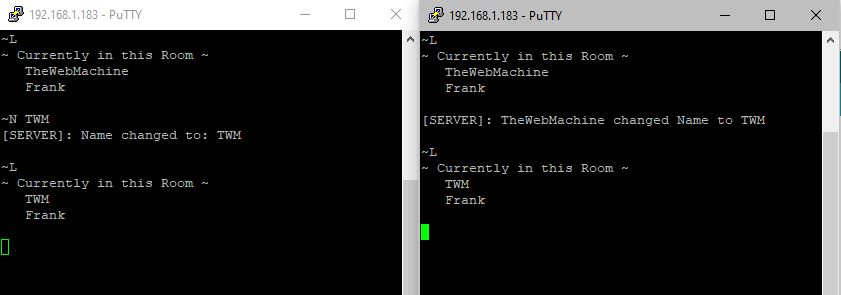 192.168.1.183 - PuTTY
~L
~ Currently in this Room ~
TheWebMachine
Frank
~N TWM
[SERVER]: Name changed to: TWM
~L
~ Currently in this Room ~
TWM
Frank
192.168.1.183 - PuTTY
~L
~ Currently in this Room ~
TheWebMachine
Frank
[SERVER]: TheWebMachine changed Name to TWM
~L
~ Currently in this Room ~
TWM
Frank